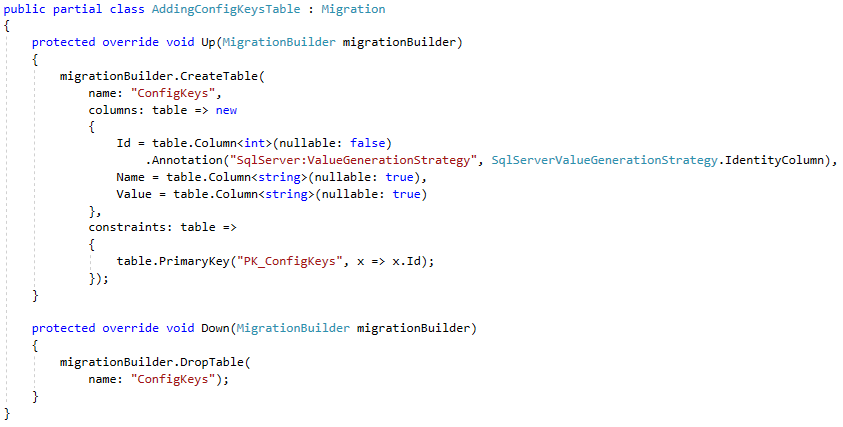 public partial class AddingConfigKeysTable : Migration
{
    protected override void Up(MigrationBuilder migrationBuilder)
    {
        migrationBuilder.CreateTable(
            name: "ConfigKeys",
            columns: table => new
            {
                Id = table.Column<int>(nullable: false)
                    .Annotation("SqlServer:ValueGenerationStrategy", SqlServerValueGenerationStrategy.IdentityColumn),
                Name = table.Column<string>(nullable: true),
                Value = table.Column<string>(nullable: true)
            },
            constraints: table =>
            {
                table.PrimaryKey("PK_ConfigKeys", x => x.Id);
            });
    }

    protected override void Down(MigrationBuilder migrationBuilder)
    {
        migrationBuilder.DropTable(
            name: "ConfigKeys");
    }
}